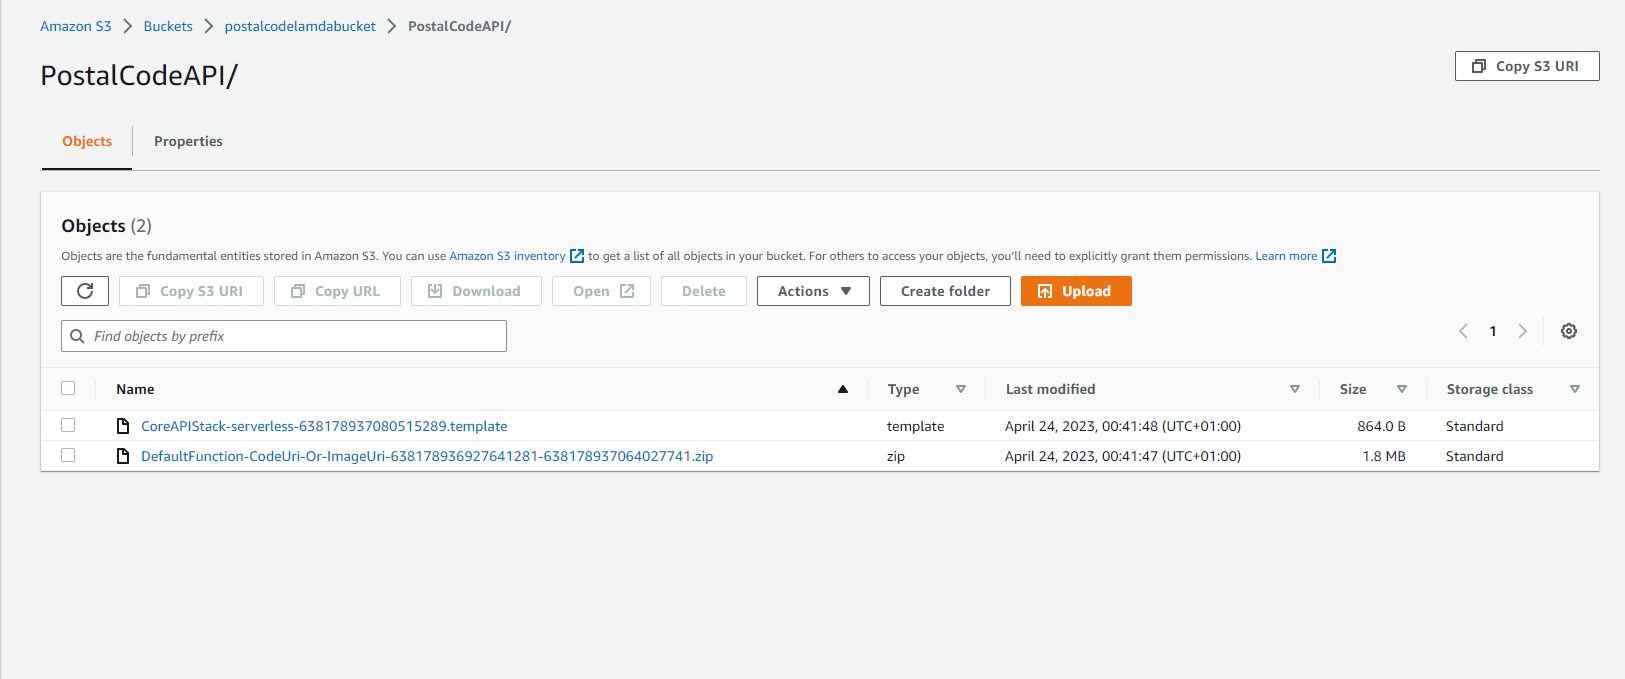 Amazon S3 > Buckets > postalcodelamdabucket > PostalCodeAPI/
PostalCodeAPI/
Copy S3 URI
Objects
Properties
Objects (2)
Objects are the fundamental entities stored in Amazon S3. You can use Amazon S3 inventory to get a list of all objects in your bucket. For others to access your objects, you'll need to explicitly grant them permissions. Learn more
Copy S3 URI Copy URL Download Open Delete Actions Create folder Upload
Find objects by prefix
1
Name Type Last modified Size Storage class
CoreAPIStack-serverless-638178937080515289.template template April 24, 2023, 00:41:48 (UTC+01:00) 864.0 B Standard
DefaultFunction-CodeUri-Or-ImageUri-638178936927641281-638178937064027741.zip zip April 24, 2023, 00:41:47 (UTC+01:00) 1.8 MB Standard